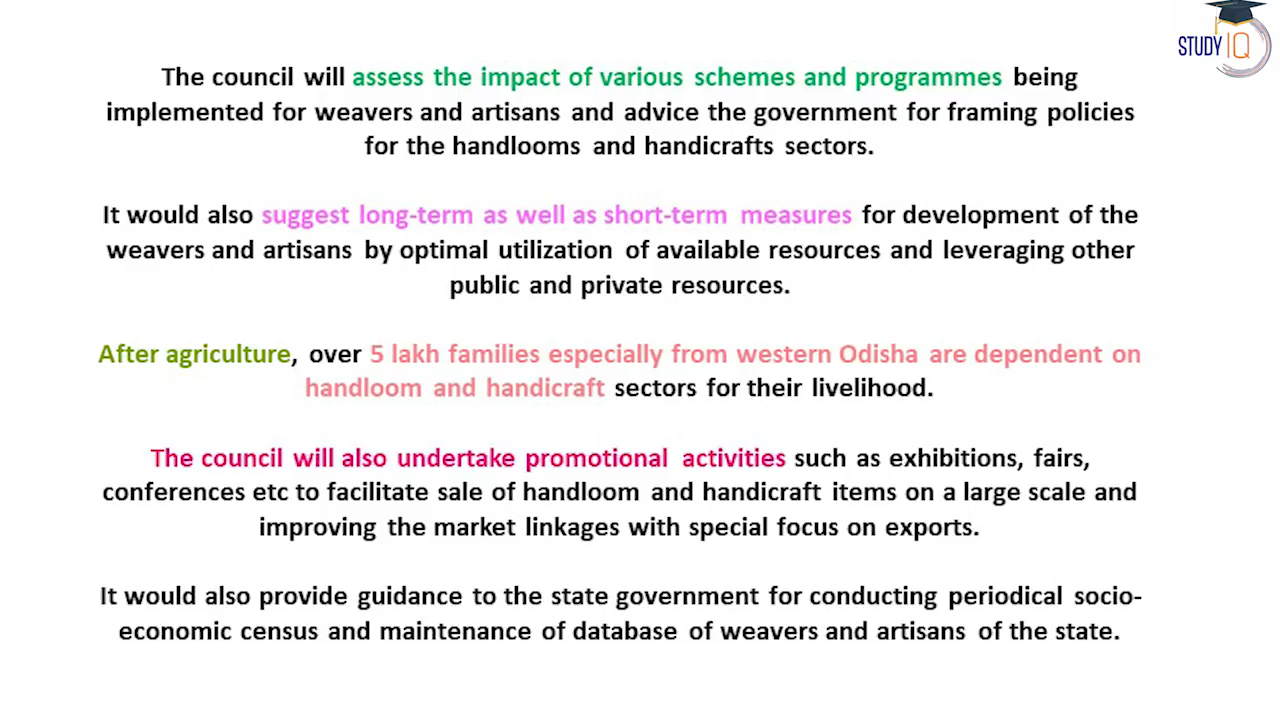 STUDY IQ
The council will assess the impact of various schemes and programmes being
implemented for weavers and artisans and advice the government for framing policies
for the handlooms and handicrafts sectors.
It would also suggest long-term as well as short-term measures for development of the
weavers and artisans by optimal utilization of available resources and leveraging other
public and private resources.
After agriculture, over 5 lakh families especially from western Odisha are dependent on
handloom and handicraft sectors for their livelihood.
The council will also undertake promotional activities such as exhibitions, fairs,
conferences etc to facilitate sale of handloom and handicraft items on a large scale and
improving the market linkages with special focus on exports.
It would also provide guidance to the state government for conducting periodical socio-
economic census and maintenance of database of weavers and artisans of the state.